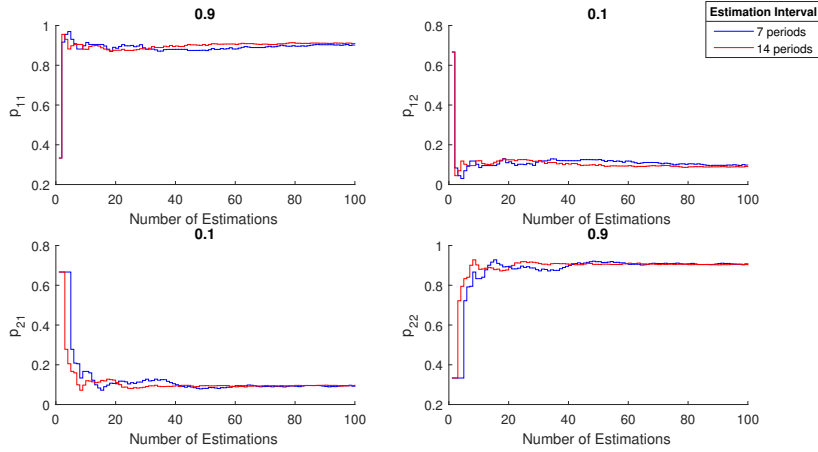 Estimation Interval
7 periods
14 periods
0.9
1
0.8
0.6
0.4
0.2
p11
0 20 40 60 80 100
Number of Estimations
0.1
0.8
0.6
0.4
0.2
0
p12
0 20 40 60 80 100
Number of Estimations
0.1
0.8
0.6
0.4
0.2
0
p21
0 20 40 60 80 100
Number of Estimations
0.9
1
0.8
0.6
0.4
0.2
p22
0 20 40 60 80 100
Number of Estimations